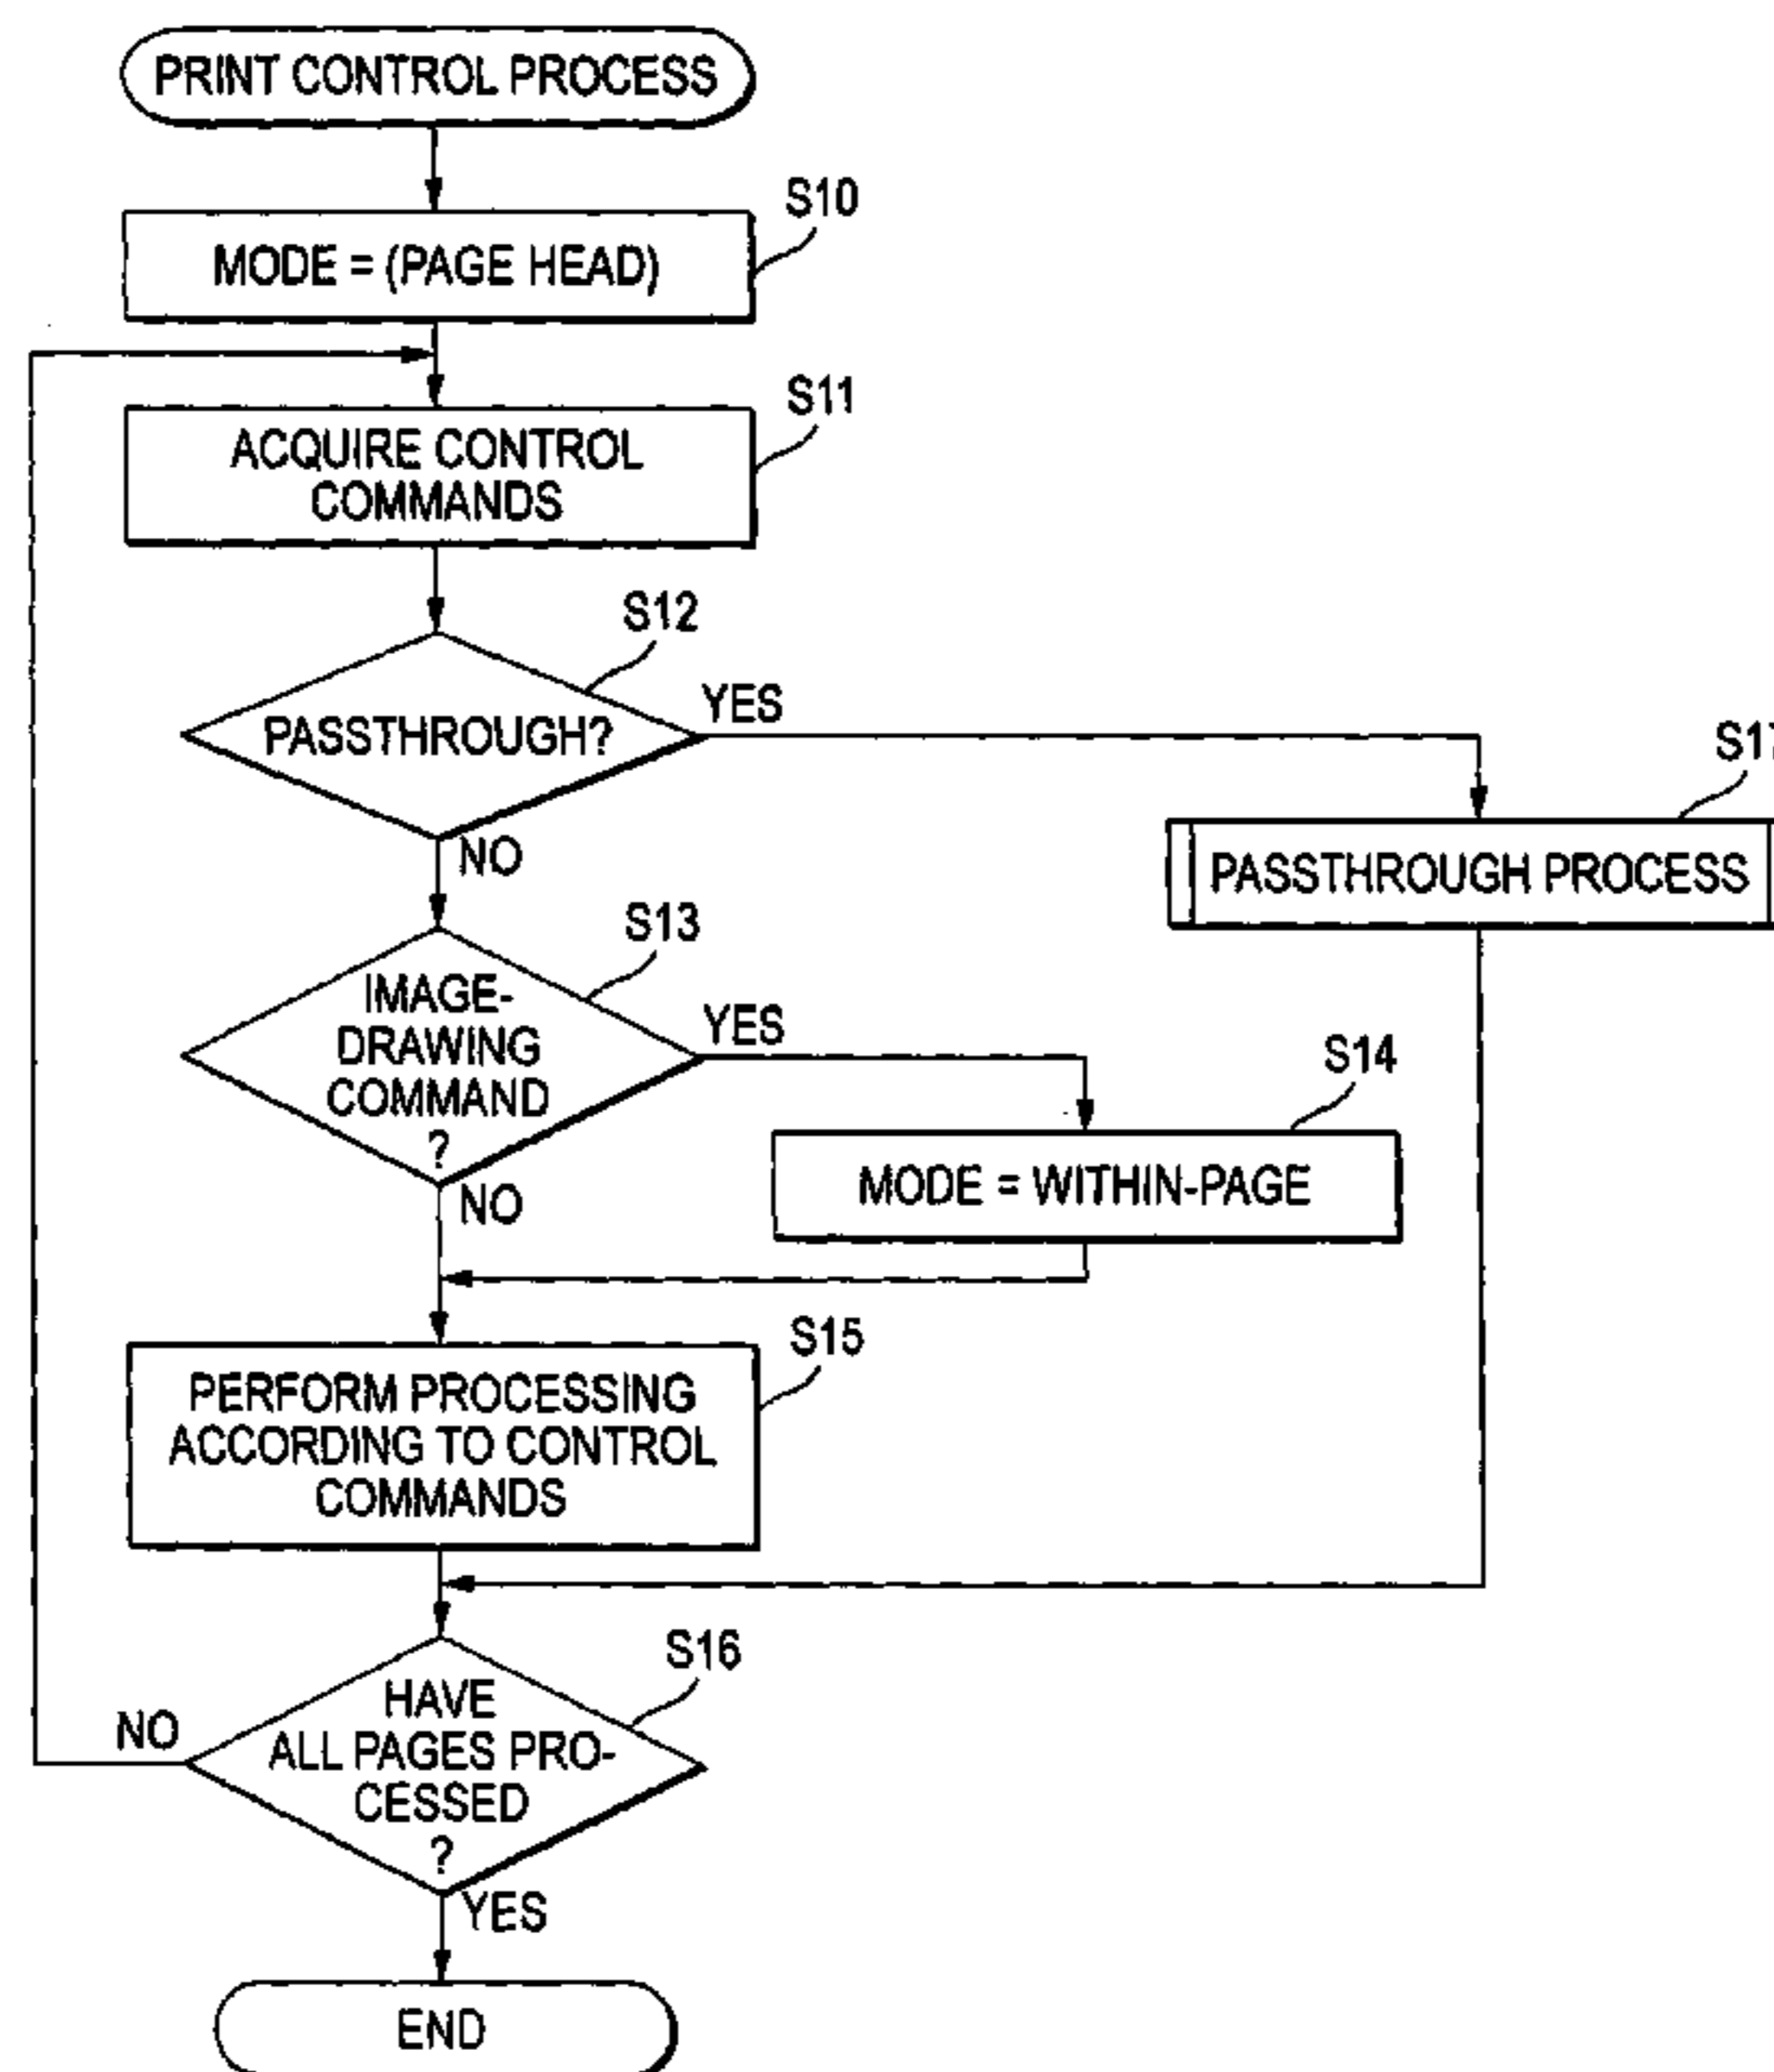 PRINT CONTROL PROCESS
S10
MODE = (PAGE HEAD)
S11
ACQUIRE CONTROL
COMMANDS
S12
PASSTHROUGH?
YES
NO
S17
PASSTHROUGH PROCESS
S13
IMAGE-
DRAWING
COMMAND
?
YES
NO
S14
MODE = WITHIN-PAGE
S15
PERFORM PROCESSING
ACCORDING TO CONTROL
COMMANDS
S16
HAVE
ALL PAGES PRO-
CESSED
?
NO
YES
END